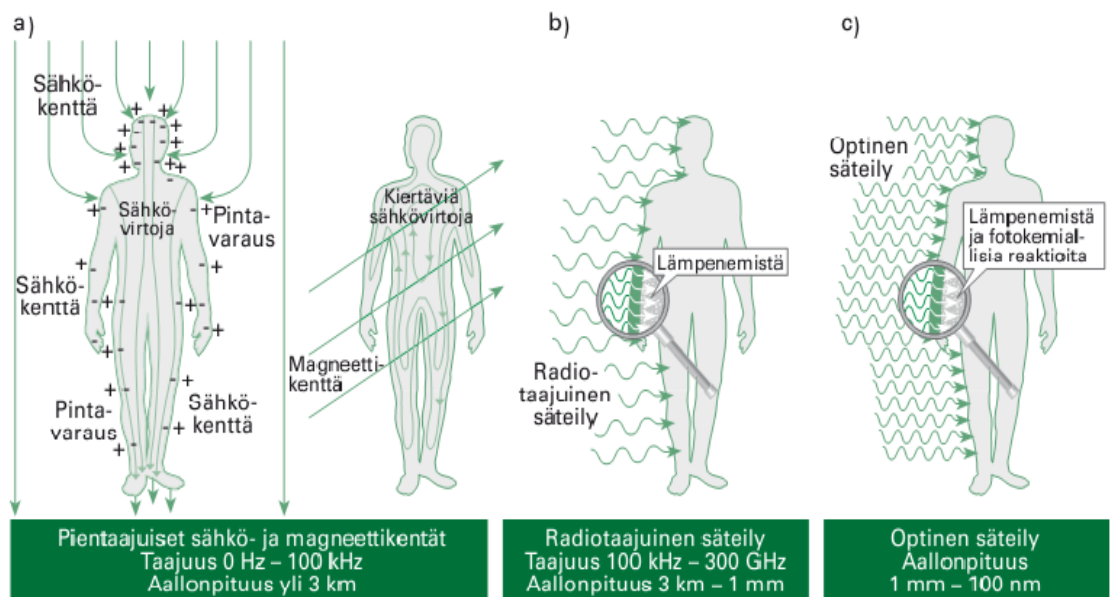 a)
Sähkö-
kenttä
Sähkö-
virtoja
Pinta-
varaus
Sähkö-
kenttä
Pinta-
varaus
Sähkö-
kenttä
Kiertäviä
sähkövirtoja
Magneetti-
kenttä
Pientaajuiset sähkö- ja magneettikentät
Taajuus 0 Hz – 100 kHz
Aallonpituus yli 3 km
b)
Lämpenemistä
Radio-
taajuinen
säteily
Radiotaajuinen säteily
Taajuus 100 kHz – 300 GHz
Aallonpituus 3 km – 1 mm
c)
Optinen
säteily
Lämpenemistä
ja fotokemial-
lisia reaktioita
Optinen säteily
Aallonpituus
1 mm – 100 nm